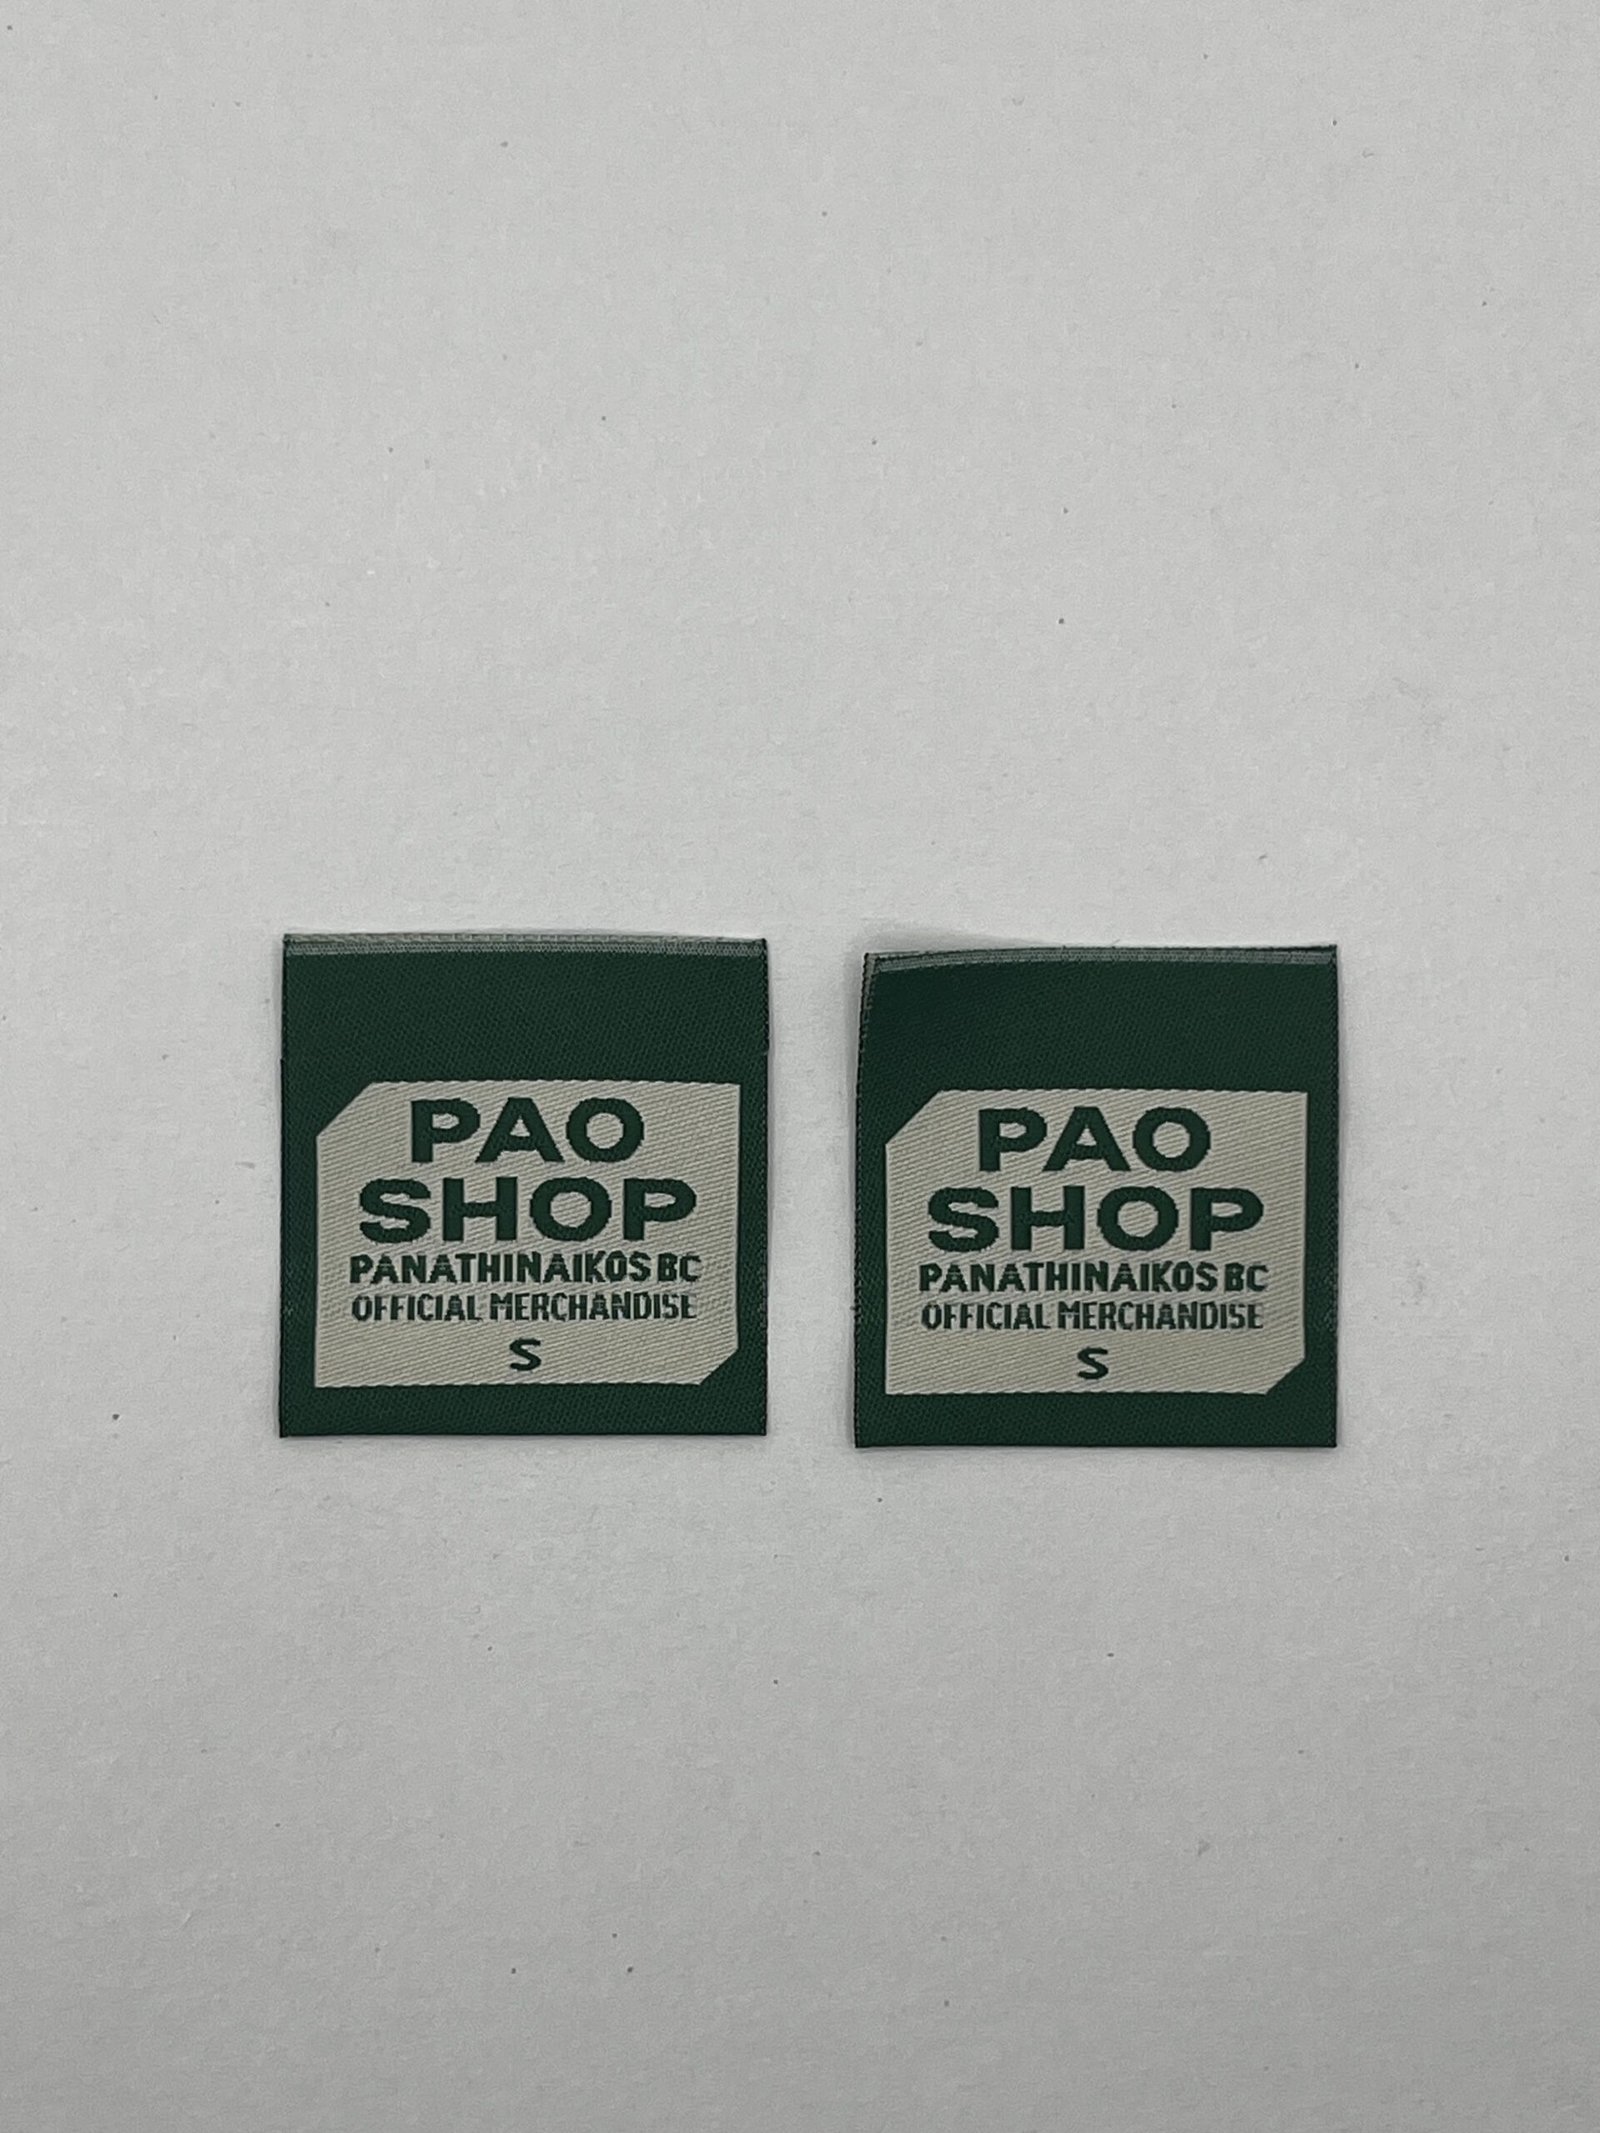 PAO
SHOP
PANATHINAIKOS BC
OFFICIAL MERCHANDISE
S
PAO
SHOP
PANATHINAIKOS BC
OFFICIAL MERCHANDISE
S